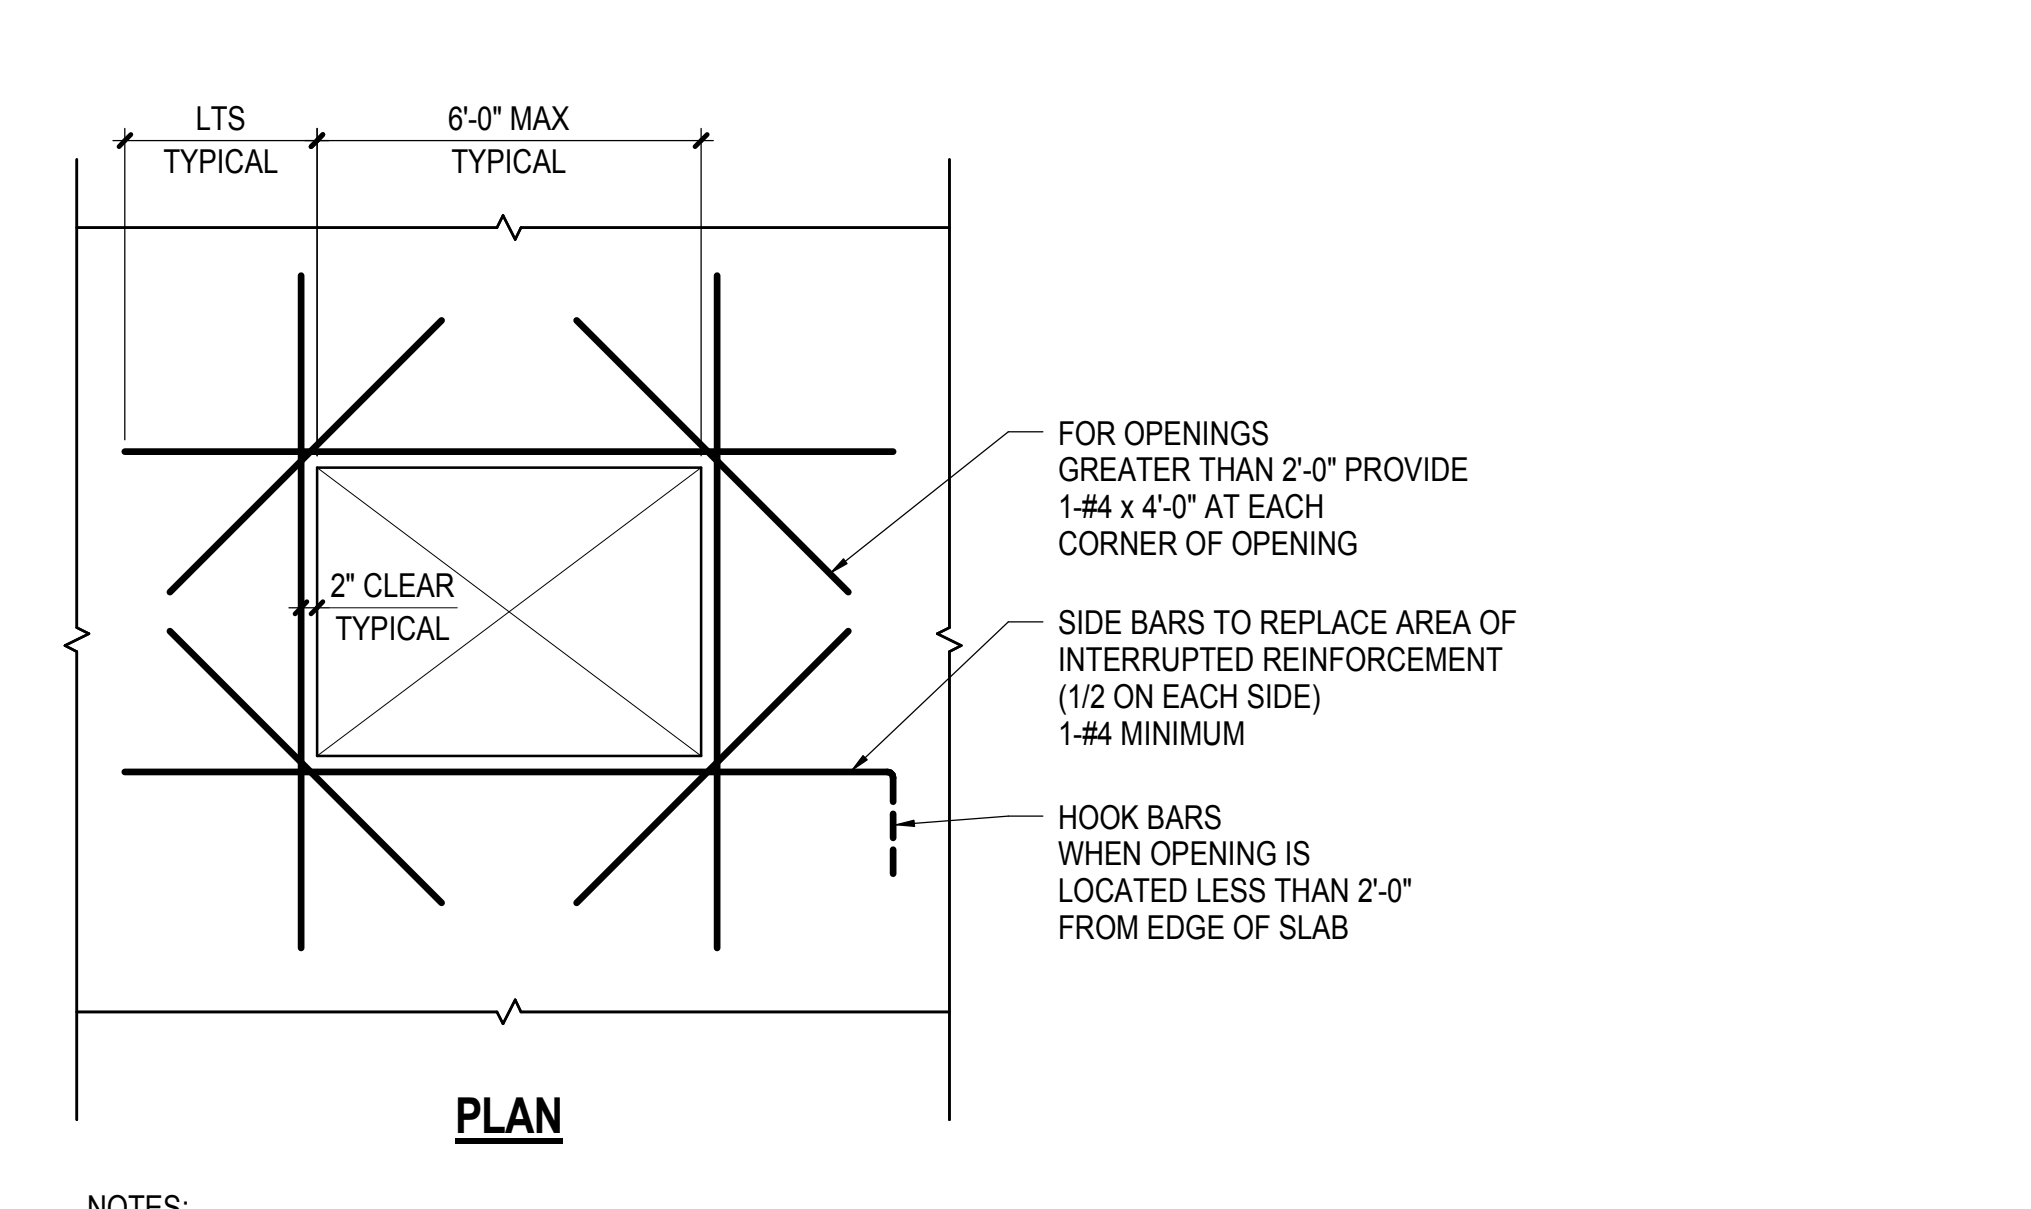 LTS
TYPICAL
6'-0" MAX
TYPICAL
FOR OPENINGS
GREATER THAN 2'-0" PROVIDE
1-#4 x 4'-0" AT EACH
CORNER OF OPENING
2" CLEAR
TYPICAL
SIDE BARS TO REPLACE AREA OF
INTERRUPTED REINFORCEMENT
(1/2 ON EACH SIDE)
1-#4 MINIMUM
HOOK BARS
WHEN OPENING IS
LOCATED LESS THAN 2'-0"
FROM EDGE OF SLAB
PLAN
NOTES: